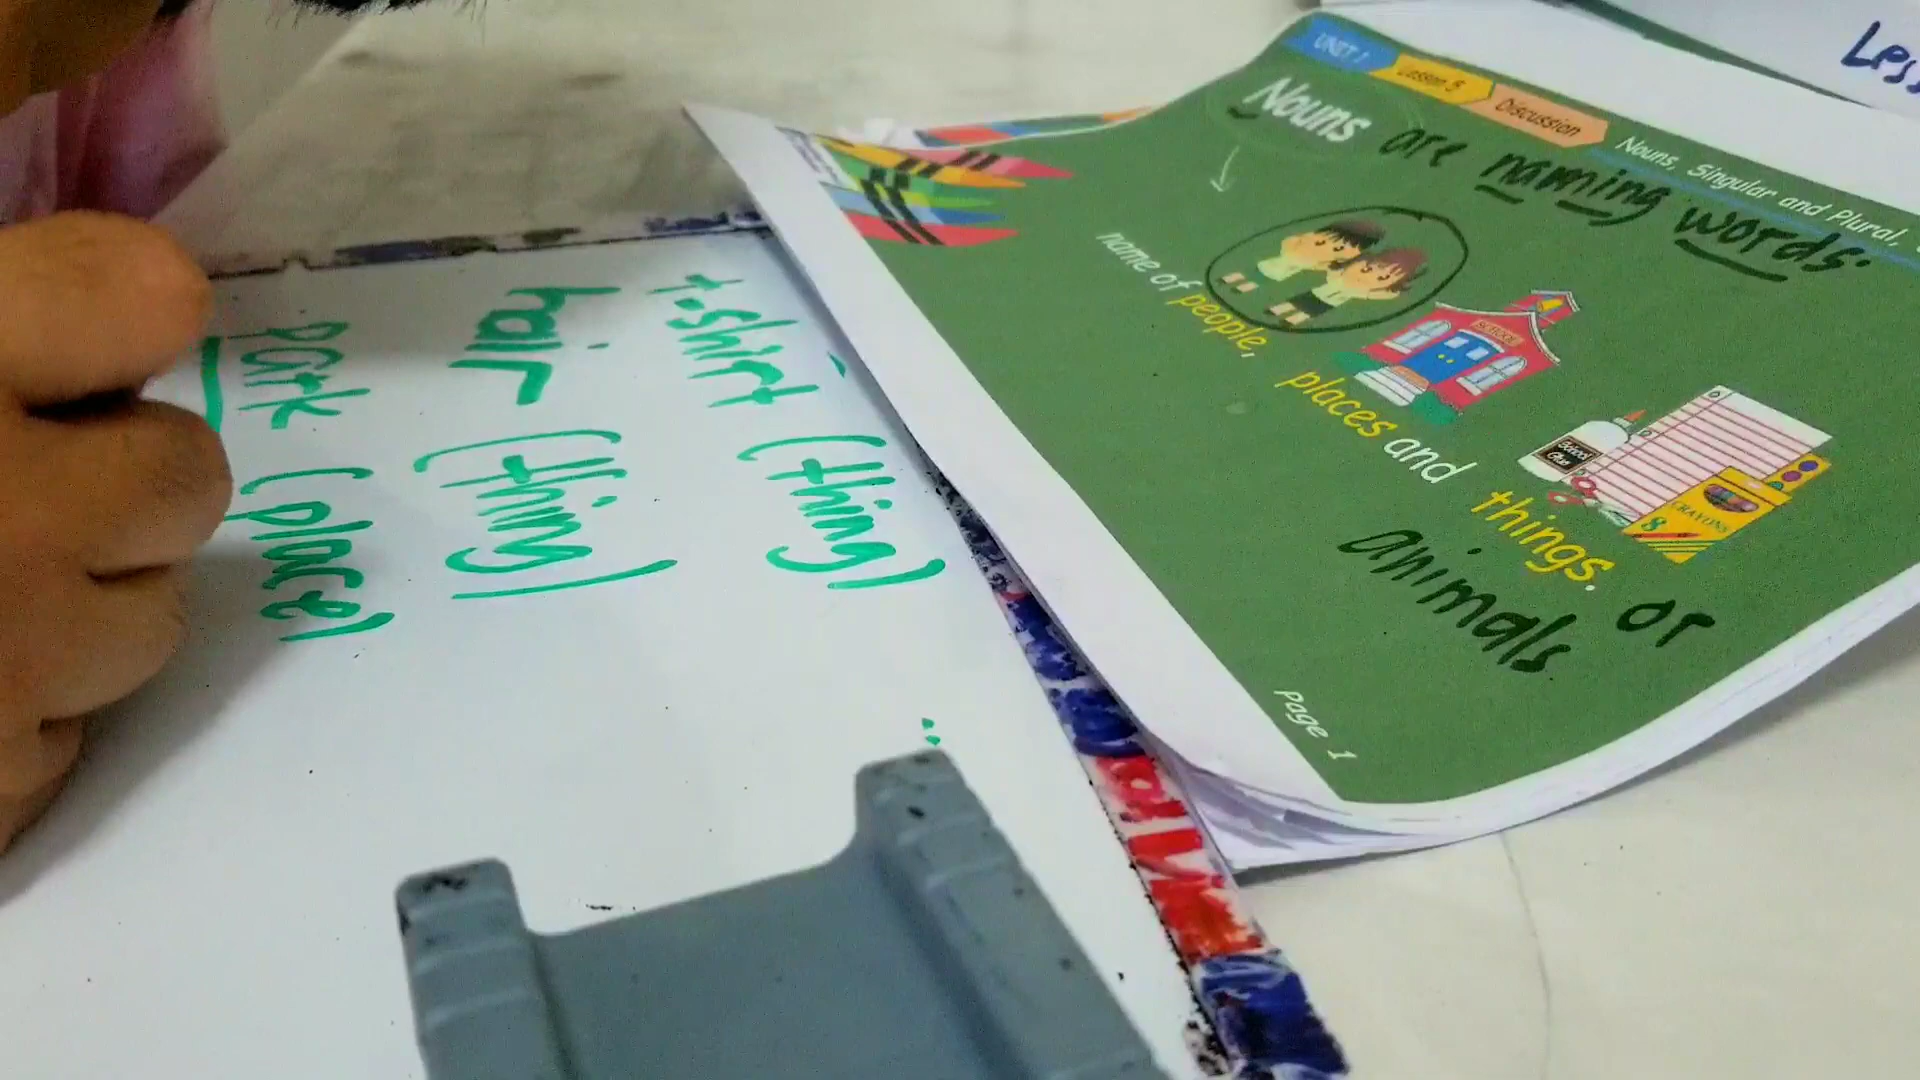 UNIT 1
Lesson 5
Discussion
Nouns, Singular and Plural,
Nouns are naming words.
name of people, places and things. or
animals
SCHOOL
School
Glue
CRAYONS
8
Page 1
t-shirt (thing)
hair (thing)
park (place)